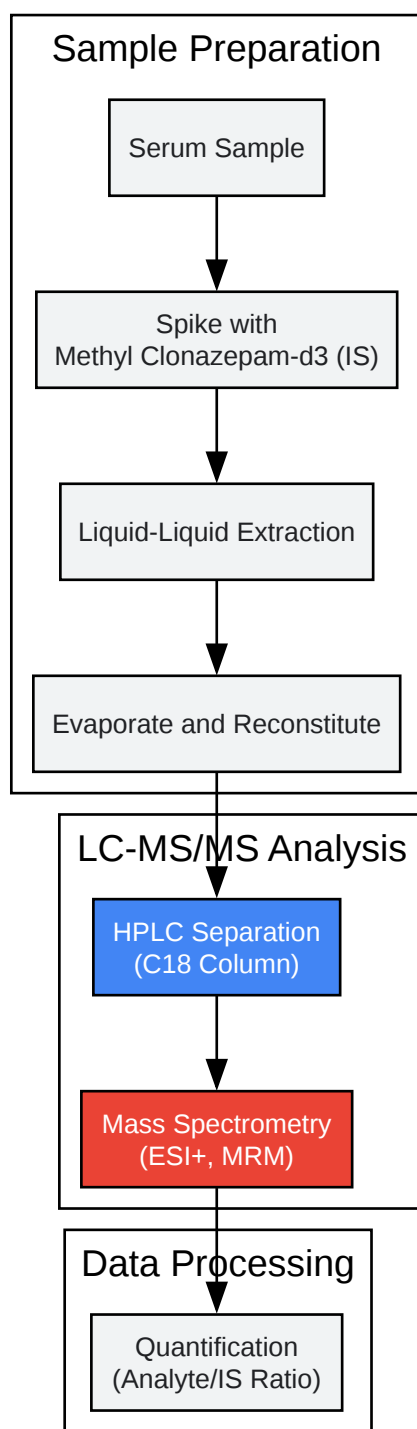 Sample Preparation
Serum Sample
Spike with
Methyl Clonazepam-d3 (IS)
Liquid-Liquid Extraction
Evaporate and Reconstitute
LC-MS/MS Analysis
HPLC Separation
(C18 Column)
Mass Spectrometry
(ESI+, MRM)
Data Processing
Quantification
(Analyte/IS Ratio)